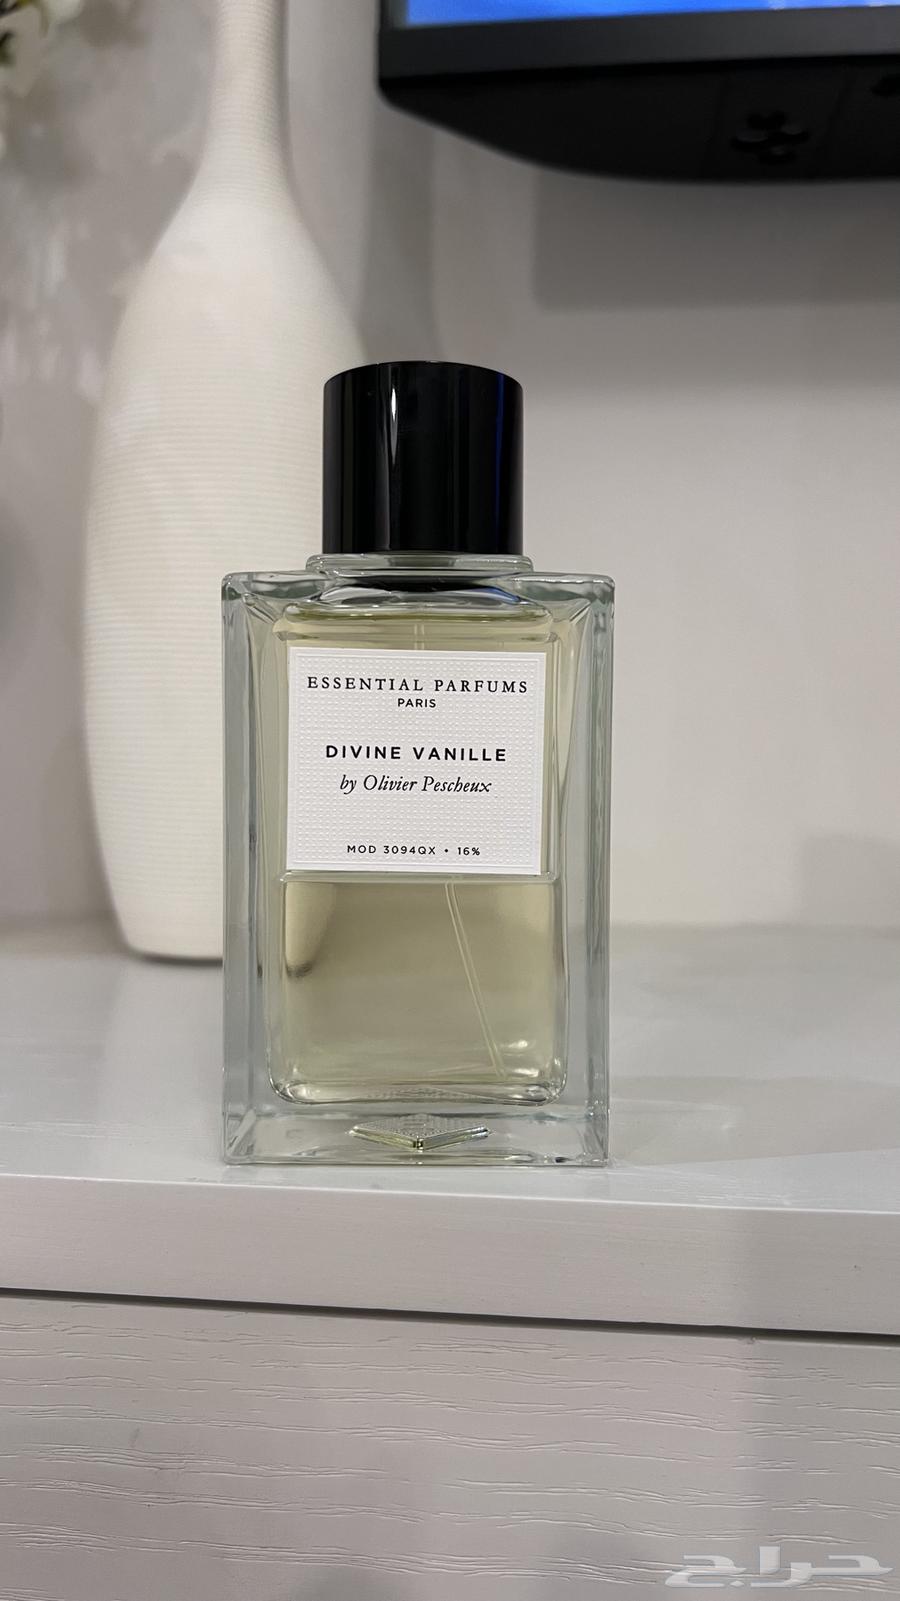 ESSENTIAL PARFUMS
PARIS
DIVINE VANILLE
by Olivier Pescheux
MOD 3094QX • 16%
حراج